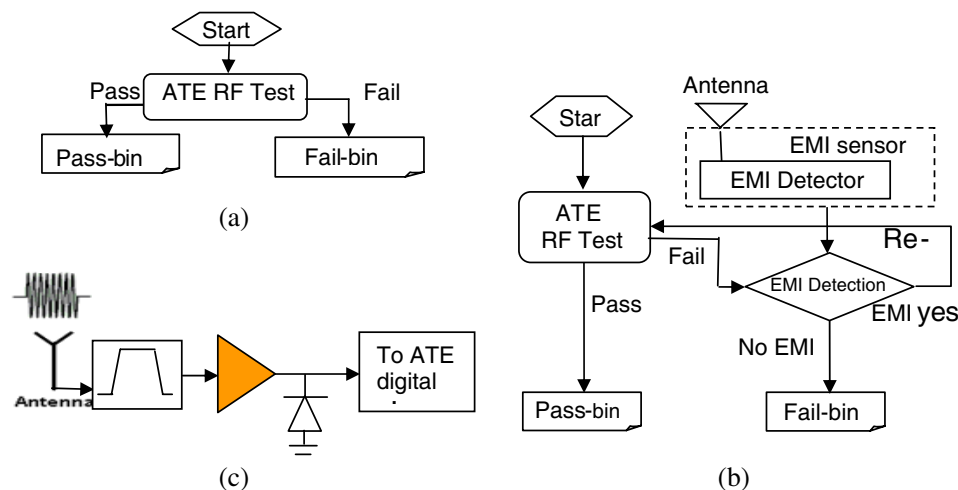 Start
Pass
ATE RF Test
Fail
Pass-bin
Fail-bin
(a)
Antenna
Star
EMI sensor
EMI Detector
ATE
RF Test
Re-
Fail
EMI Detection
EMI yes
Pass
No EMI
Pass-bin
Fail-bin
(b)
Antenna
To ATE
digital
(c)